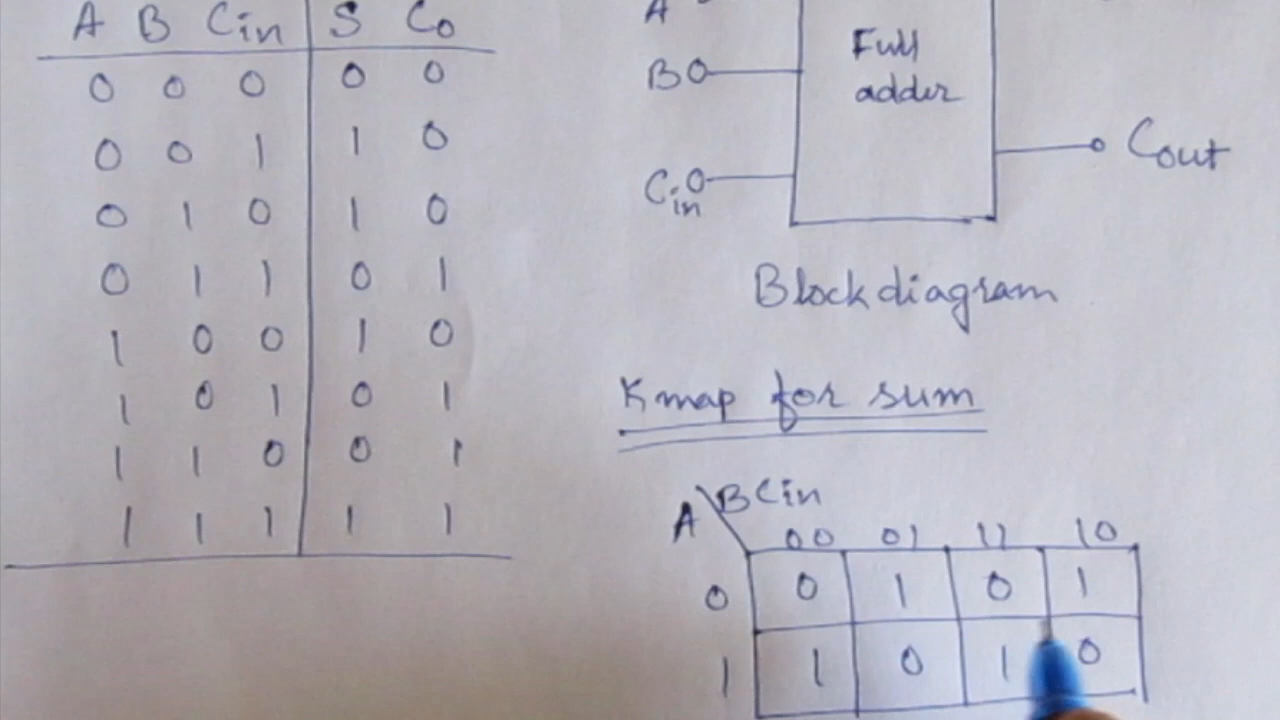 A B Cin S Co
0 0 0 0 0
0 0 1 1 0
0 1 0 1 0
0 1 1 0 1
1 0 0 1 0
1 0 1 0 1
1 1 0 0 1
1 1 1 1 1
A
B
Cin
Full
adder
Cout
Block diagram
K map for sum
A BCin
00 01 11 10
0 0 1 0 1
1 1 0 1 0